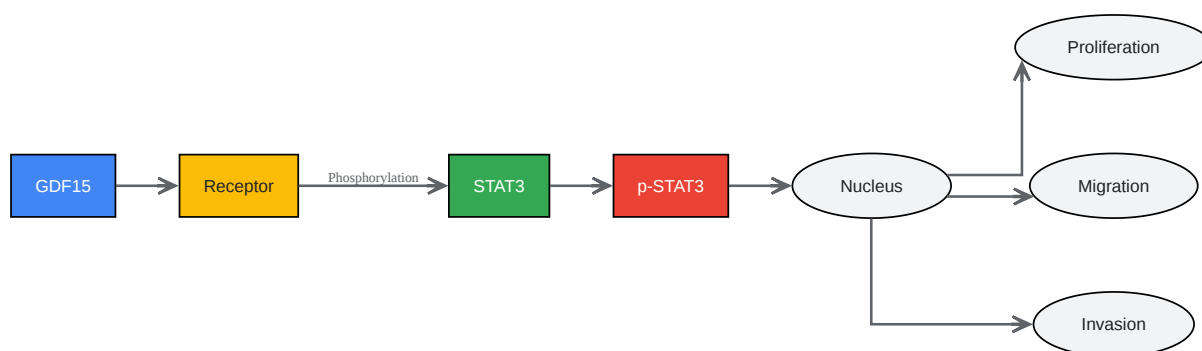 Proliferation
GDF15
Receptor
Phosphorylation
STAT3
p-STAT3
Nucleus
Migration
Invasion